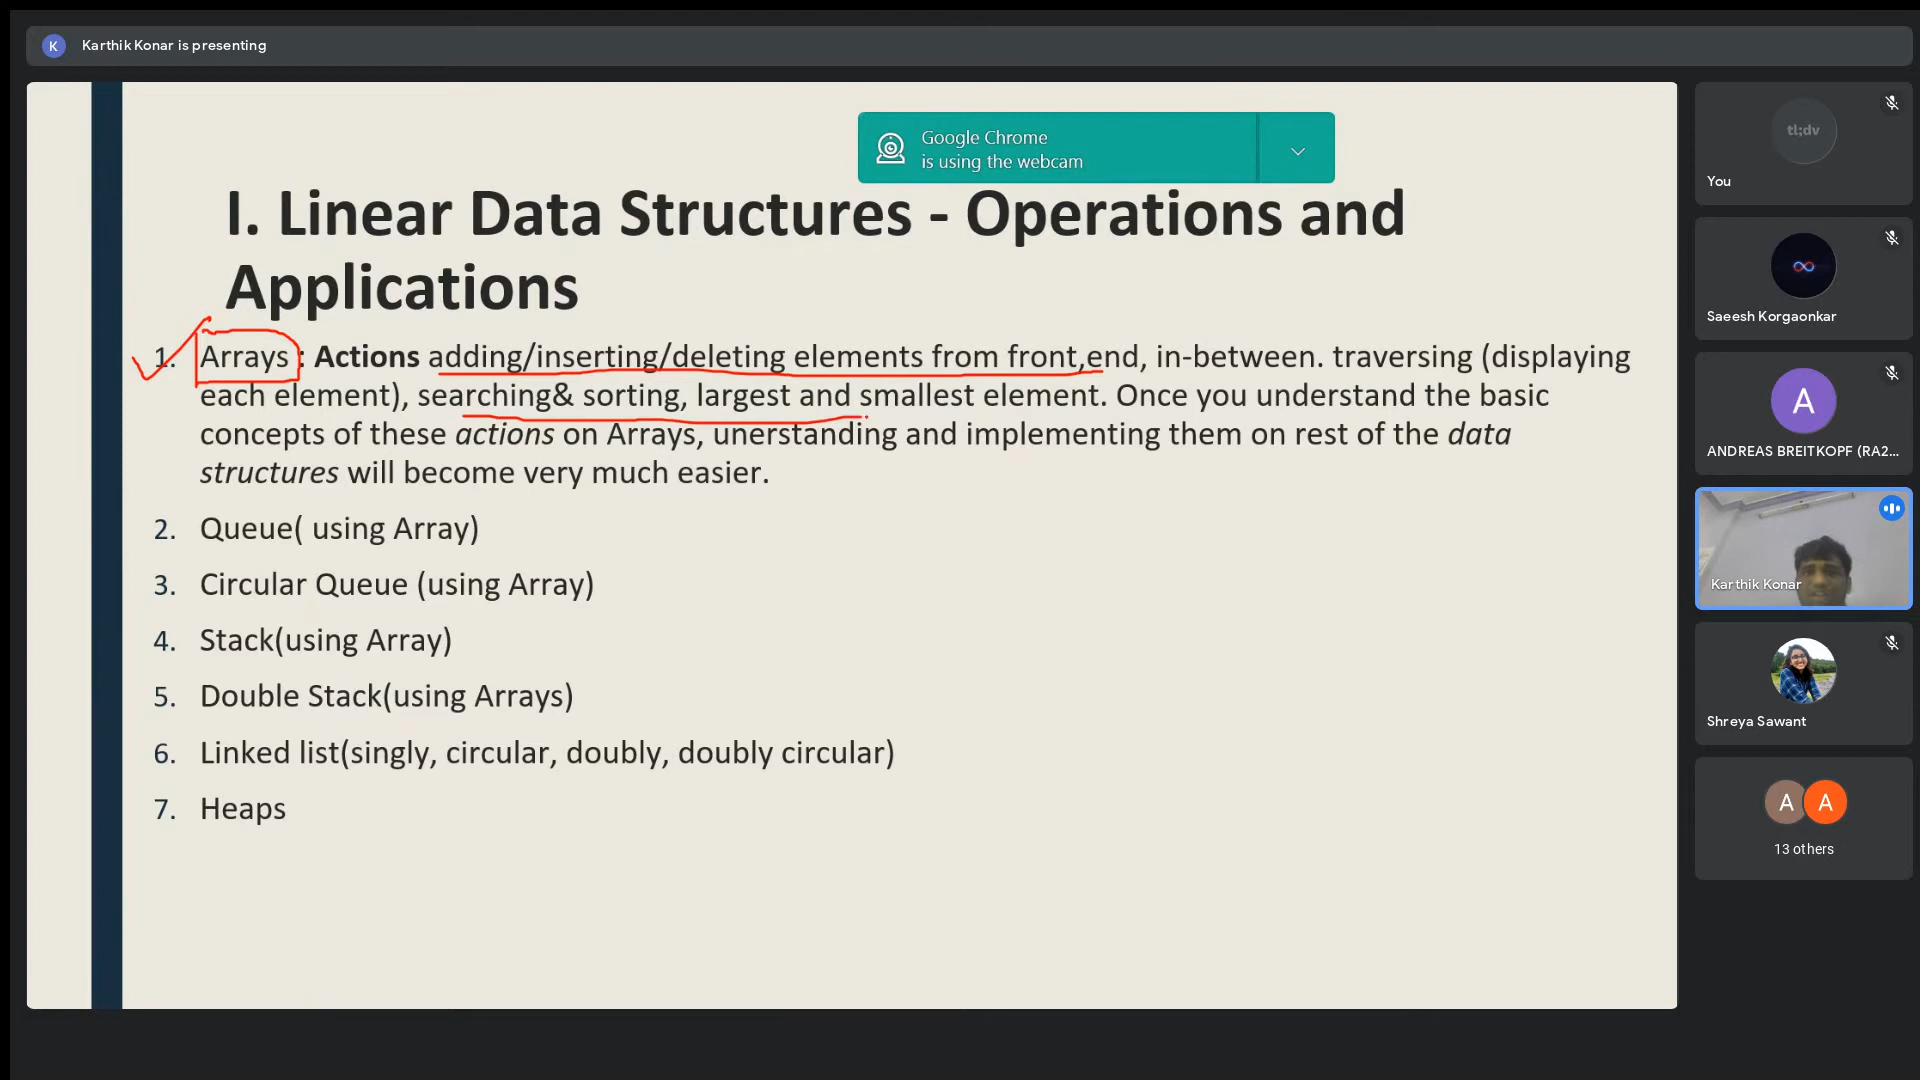 K Karthik Konar is presenting
Google Chrome
is using the webcam
I. Linear Data Structures - Operations and
Applications
1. Arrays : Actions adding/inserting/deleting elements from front,end, in-between. traversing (displaying
each element), searching& sorting, largest and smallest element. Once you understand the basic
concepts of these actions on Arrays, unerstanding and implementing them on rest of the data
structures will become very much easier.
2. Queue( using Array)
3. Circular Queue (using Array)
4. Stack(using Array)
5. Double Stack(using Arrays)
6. Linked list(singly, circular, doubly, doubly circular)
7. Heaps
tl;dv
You
Saeesh Korgaonkar
A
ANDREAS BREITKOPF (RA2...
Karthik Konar
Shreya Sawant
A A
13 others